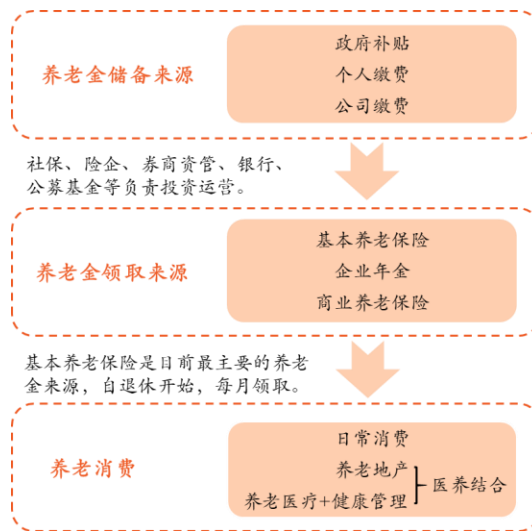 政府补贴
养老金储备来源
个人缴费
公司缴费
社保、险企、券商资管、银行、
公募基金等负责投资运营。
基本养老保险
养老金领取来源
企业年金
商业养老保险
基本养老保险是目前最主要的养老
金来源，自退休开始，每月领取。
日常消费
养老消费
养老地产
养老医疗+健康管理
医养结合